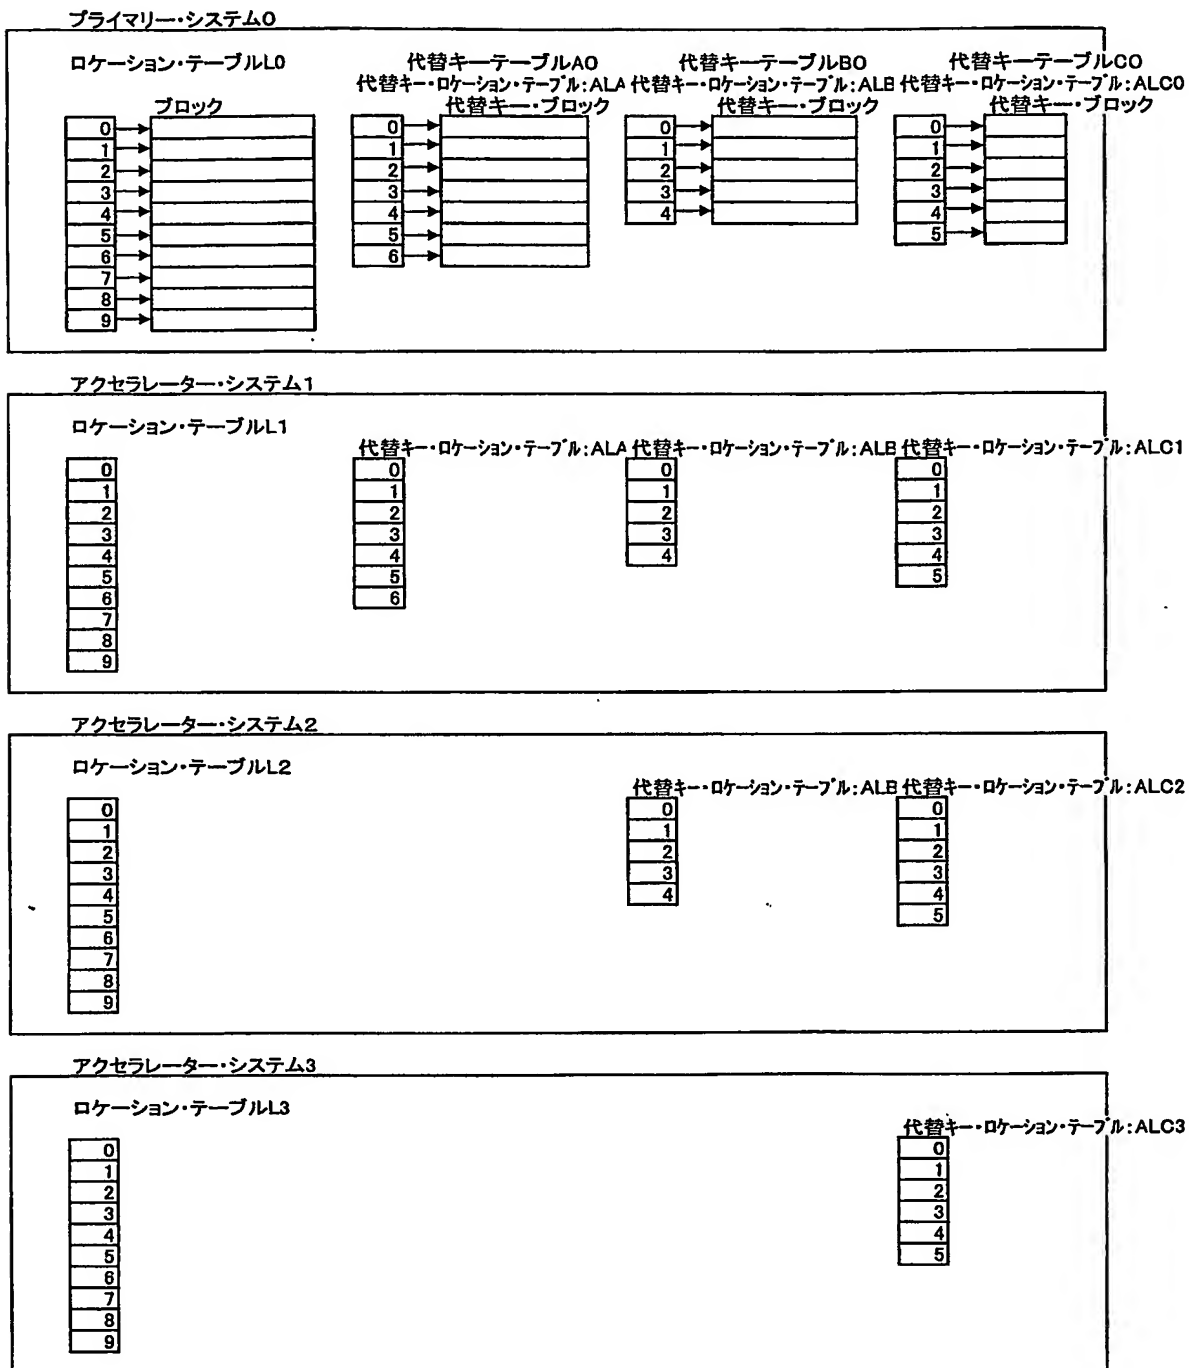 プライマリー・システム0
ロケーション・テーブルL0
代替キーテーブルA0
代替キーテーブルB0
代替キーテーブルC0
代替キー・ロケーション・テーブル:ALA
代替キー・ロケーション・テーブル:ALB
代替キー・ロケーション・テーブル:ALC0
ブロック
代替キー・ブロック
代替キー・ブロック
代替キー・ブロック
0 0 0 0
1 1 1 1
2 2 2 2
3 3 3 3
4 4 4 4
5 5 5
6 6
7
8
9
アクセラレーター・システム1
ロケーション・テーブルL1
代替キー・ロケーション・テーブル:ALA
代替キー・ロケーション・テーブル:ALB
代替キー・ロケーション・テーブル:ALC1
0 0 0 0
1 1 1 1
2 2 2 2
3 3 3 3
4 4 4 4
5 5 5
6 6
7
8
9
アクセラレーター・システム2
ロケーション・テーブルL2
代替キー・ロケーション・テーブル:ALB
代替キー・ロケーション・テーブル:ALC2
0 0 0
1 1 1
2 2 2
3 3 3
4 4 4
5 5
6
7
8
9
アクセラレーター・システム3
ロケーション・テーブルL3
代替キー・ロケーション・テーブル:ALC3
0 0
1 1
2 2
3 3
4 4
5 5
6
7
8
9